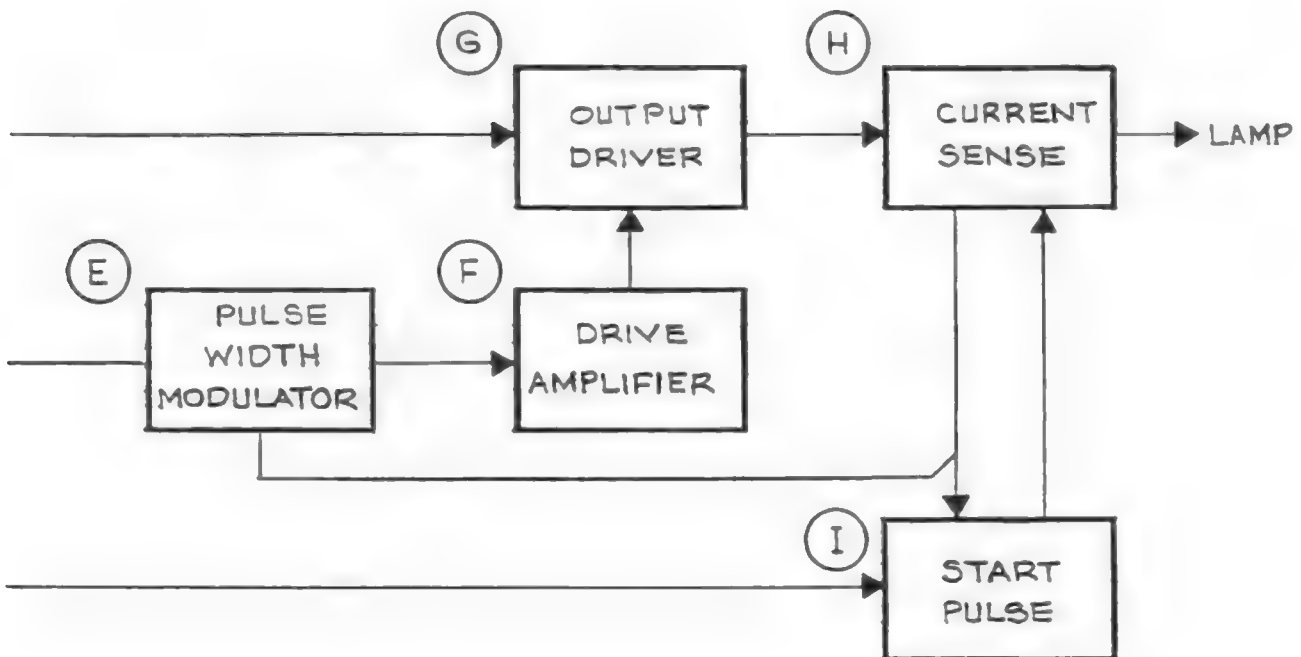 G
OUTPUT
DRIVER
H
CURRENT
SENSE
LAMP
E
PULSE
WIDTH
MODULATOR
F
DRIVE
AMPLIFIER
I
START
PULSE